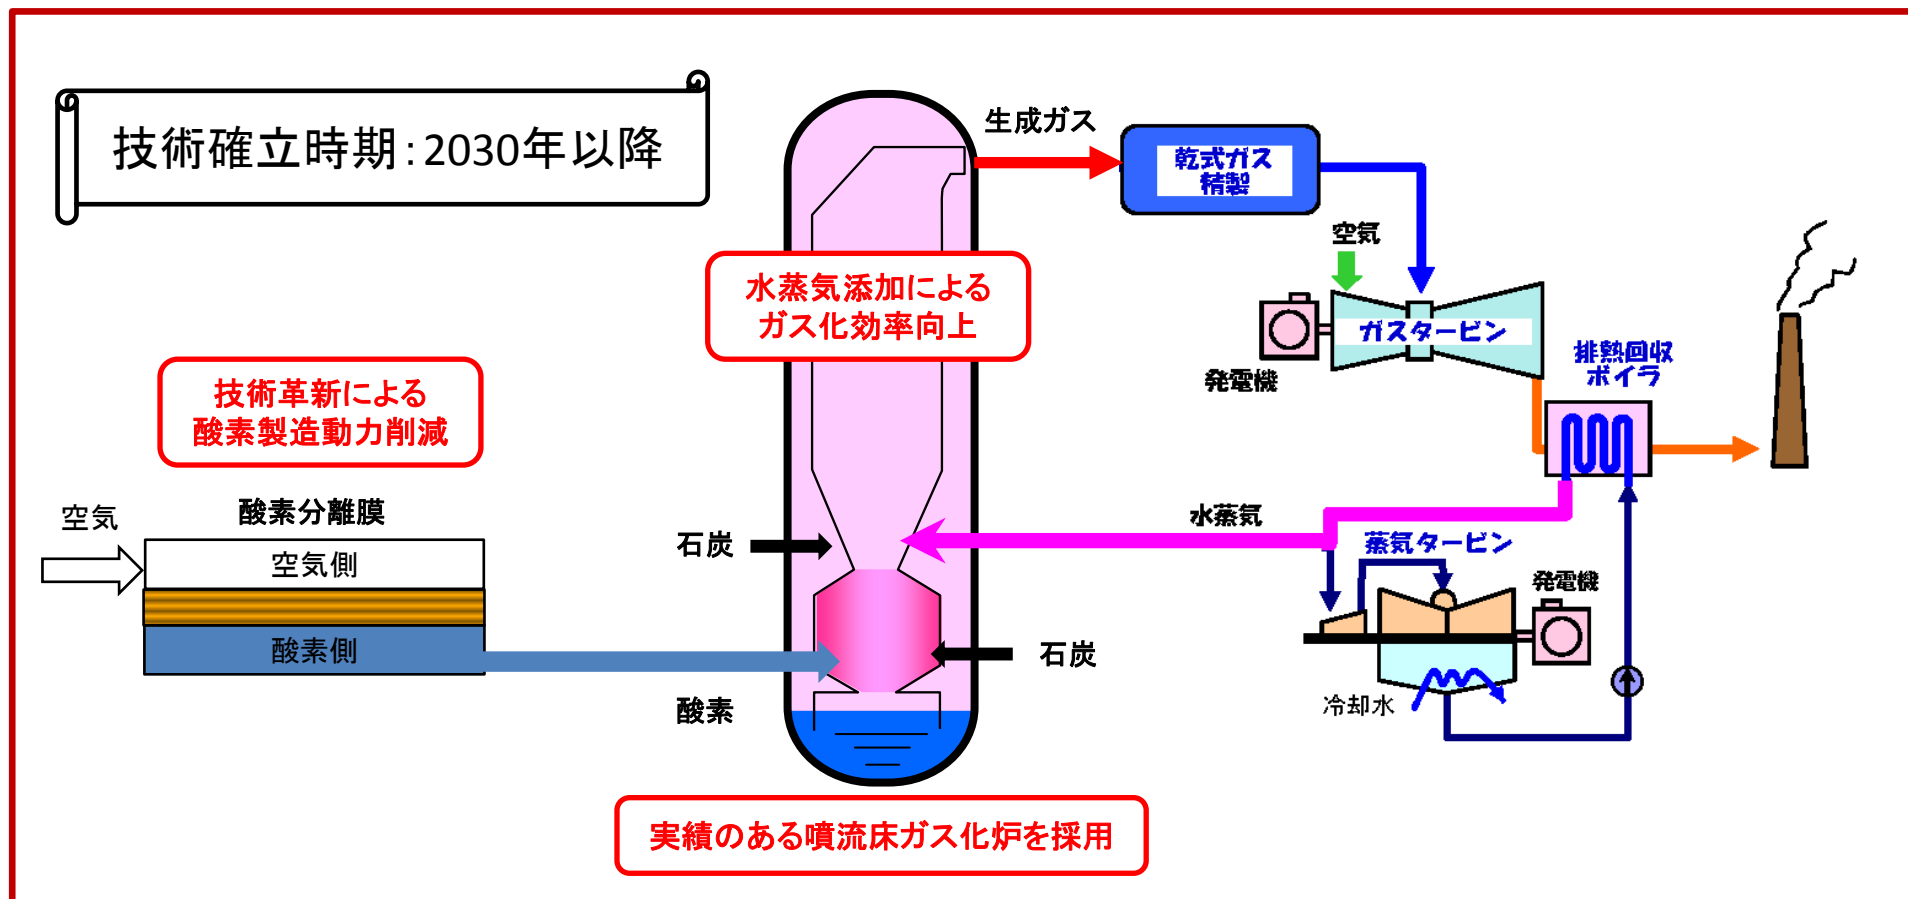 技術確立時期：2030年以降
生成ガス
乾式ガス
精製
空気
水蒸気添加による
ガス化効率向上
ガスタービン
発電機
排熱回収
ボイラ
技術革新による
酸素製造動力削減
空気
酸素分離膜
空気側
酸素側
石炭
水蒸気
蒸気タービン
発電機
石炭
酸素
冷却水
実績のある噴流床ガス化炉を採用